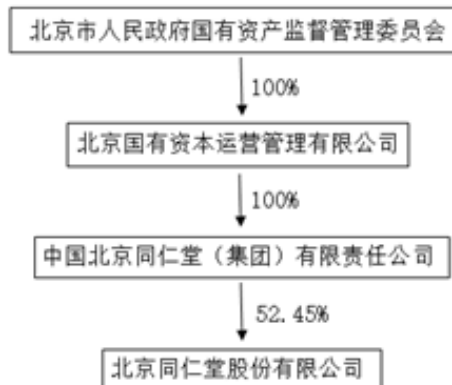 北京市人民政府国有资产监督管理委员会
100%
北京国有资本运营管理有限公司
100%
中国北京同仁堂（集团）有限责任公司
52.45%
北京同仁堂股份有限公司